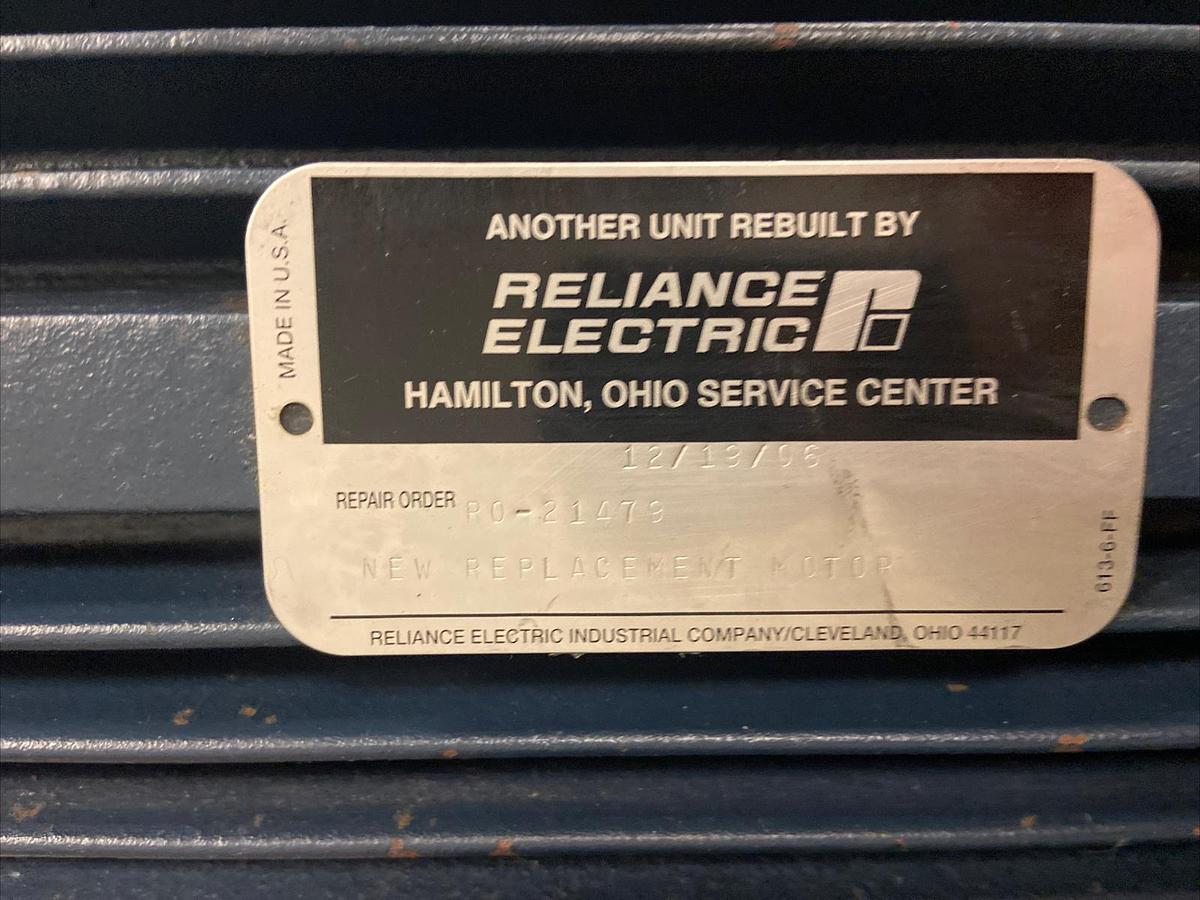 MADE IN U.S.A.
ANOTHER UNIT REBUILT BY
RELIANCE
ELECTRIC
HAMILTON, OHIO SERVICE CENTER
12/19/06
REPAIR ORDER RO-21479
NEW REPLACEMENT MOTOR
613-6-FF
RELIANCE ELECTRIC INDUSTRIAL COMPANY/CLEVELAND, OHIO 44117